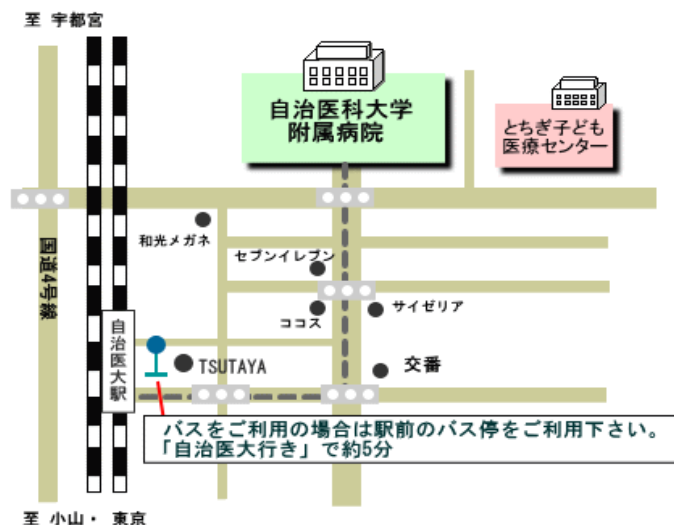 至 宇都宮
自治医科大学
附属病院
とちぎ子ども
医療センター
和光メガネ
セブンイレブン
国道4号線
ココス
サイゼリア
自治医大駅
TSUTAYA
交番
バスをご利用の場合は駅前のバス停をご利用下さい。
「自治医大行き」で約5分
至 小山・ 東京